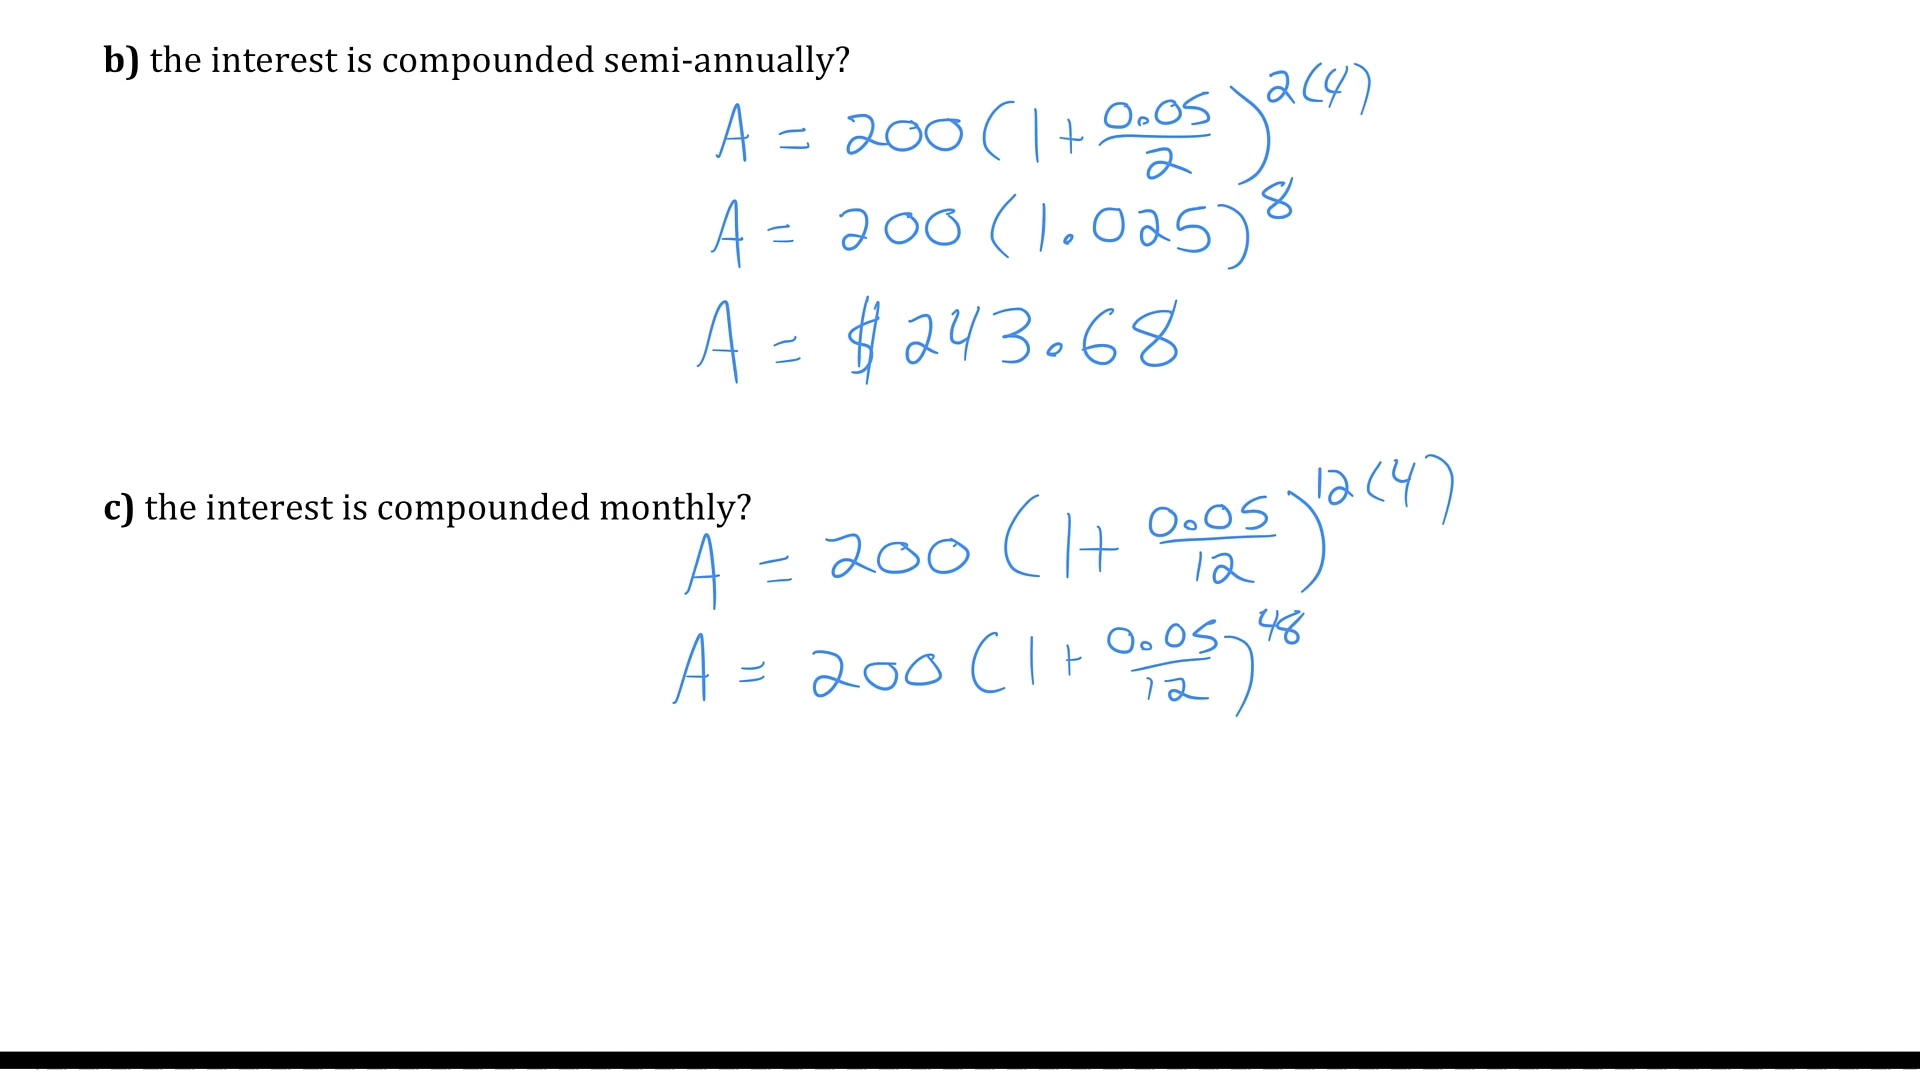 b) the interest is compounded semi-annually?
A = 200 (1 + 0.05/2)^2(4)
A = 200 (1.025)^8
A = $243.68
c) the interest is compounded monthly?
A = 200 (1 + 0.05/12)^12(4)
A = 200 (1 + 0.05/12)^48